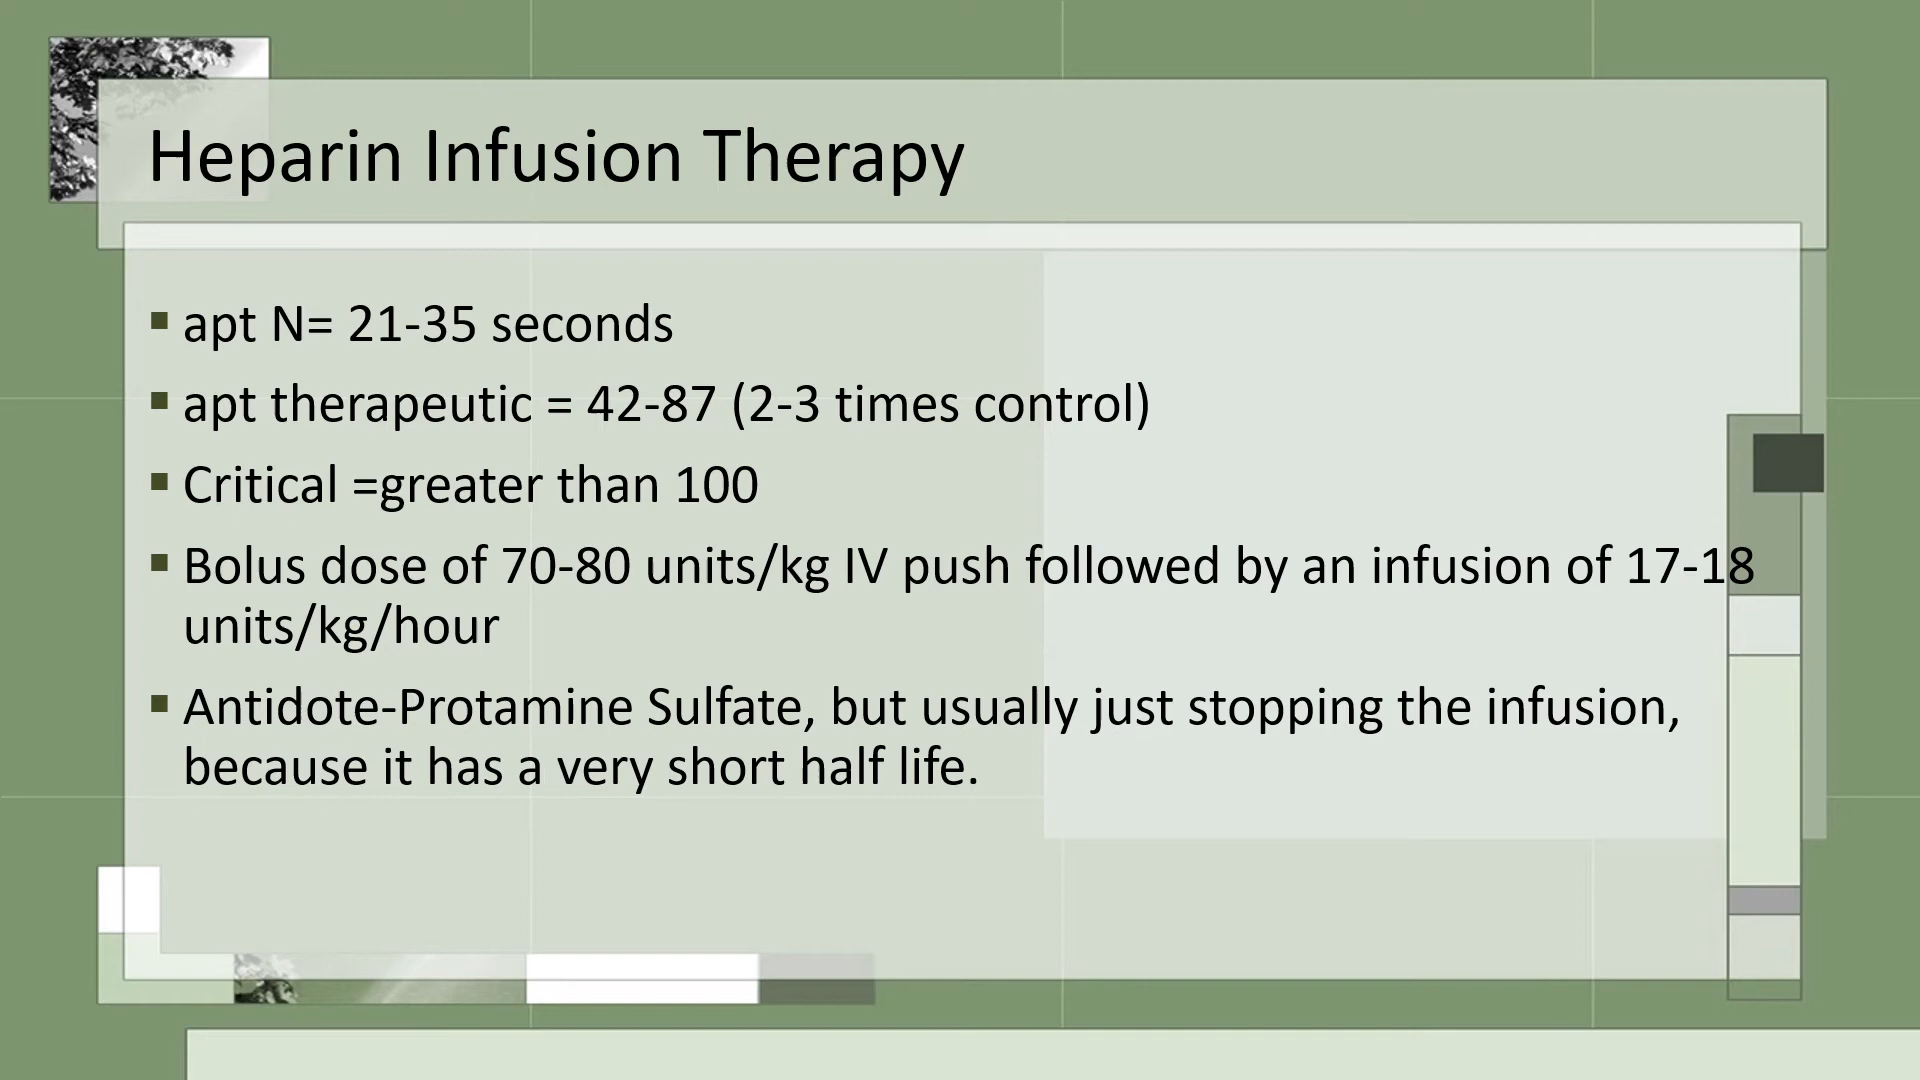 Heparin Infusion Therapy
▪ apt N= 21-35 seconds
▪ apt therapeutic = 42-87 (2-3 times control)
▪ Critical =greater than 100
▪ Bolus dose of 70-80 units/kg IV push followed by an infusion of 17-18
units/kg/hour
▪ Antidote-Protamine Sulfate, but usually just stopping the infusion,
because it has a very short half life.